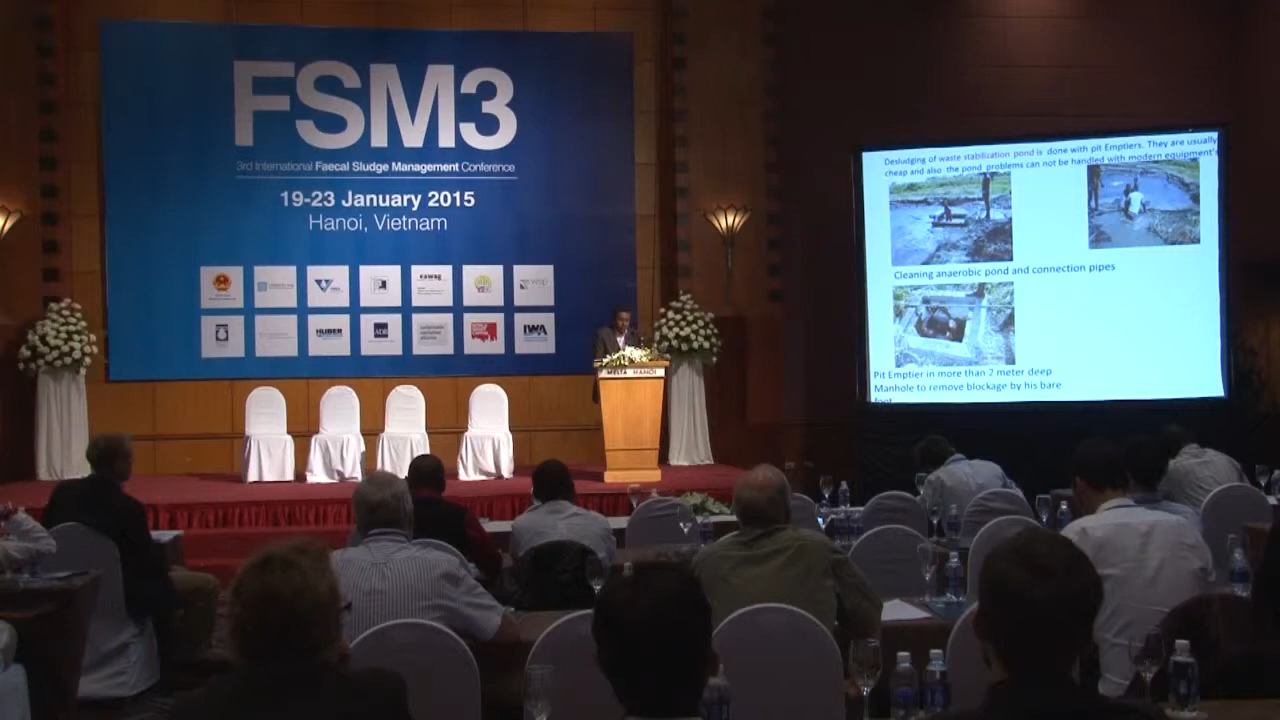 FSM3
3rd International Faecal Sludge Management Conference
19-23 January 2015
Hanoi, Vietnam
eawag
wsp
HUBER
ADB
IWA
MELIA HANOI
Desludging of waste stabilization pond is done with pit Emptiers. They are usually
cheap and also the pond problems can not be handled with modern equipment's
Cleaning anaerobic pond and connection pipes
Pit Emptier in more than 2 meter deep
Manhole to remove blockage by his bare
foot